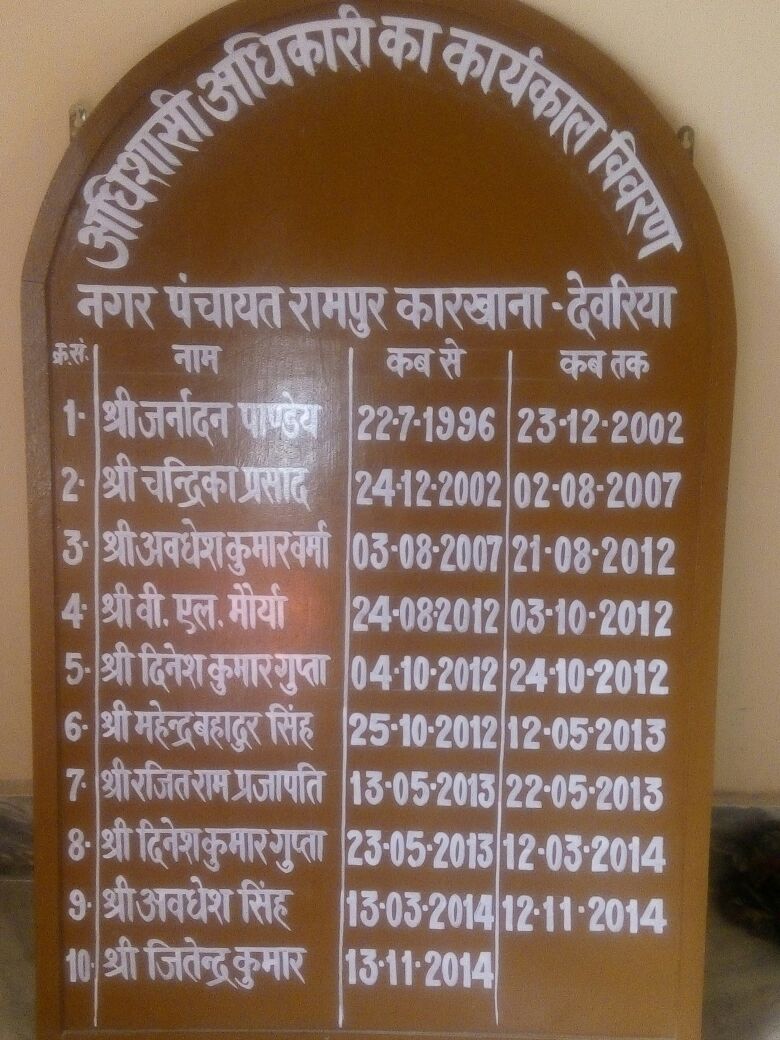 अधिशासी अधिकारी का कार्यकाल विवरण
नगर पंचायत रामपुर कारखाना - देवरिया
क्र.सं. नाम कब से कब तक
1- श्री जर्नादन पाण्डेय 22-7-1996 23-12-2002
2- श्री चन्द्रिका प्रसाद 24-12-2002 02-08-2007
3- श्री अवधेश कुमार वर्मा 03-08-2007 21-08-2012
4- श्री वी. एल. मौर्या 24-082012 03-10-2012
5- श्री दिनेश कुमार गुप्ता 04-10-2012 24-10-2012
6- श्री महेन्द्र बहादुर सिंह 25-10-2012 12-05-2013
7- श्री रजित राम प्रजापति 13-05-2013 22-05-2013
8- श्री दिनेश कुमार गुप्ता 23-05-2013 12-03-2014
9- श्री अवधेश सिंह 13-03-2014 12-11-2014
10- श्री जितेन्द्र कुमार 13-11-2014